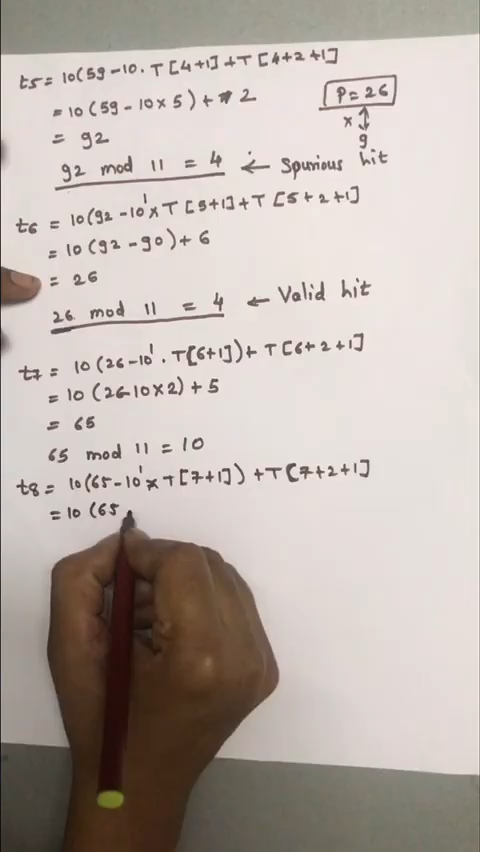 t5 = 10(59-10. T[4+1]+T[4+2+1]
= 10(59-10×5)+2
= 92
P=26
x
9
92 mod 11 = 4 ← Spurious hit
t6 = 10(92-10¹×T[5+1]+T[5+2+1]
= 10(92-90)+6
= 26
26 mod 11 = 4 ← Valid hit
t7 = 10(26-10¹.T[6+1])+T[6+2+1]
= 10(26-10×2)+5
= 65
65 mod 11 = 10
t8 = 10(65-10¹×T[7+1])+T[7+2+1]
= 10(65